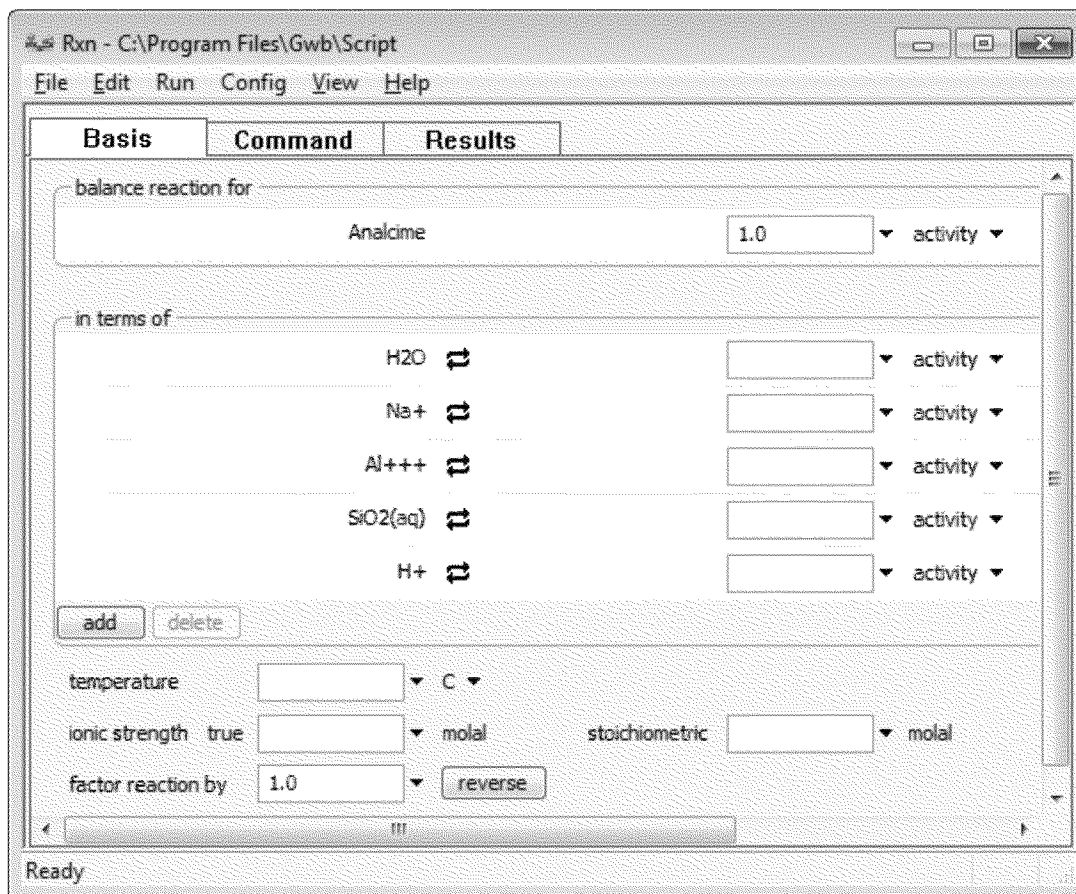 Rxn - C:\Program Files\Gwb\Script
File Edit Run Config View Help
Basis Command Results
balance reaction for
Analcime 1.0 activity
in terms of
H2O activity
Na+ activity
Al+++ activity
SiO2(aq) activity
H+ activity
add delete
temperature C
ionic strength true molal stoichiometric molal
factor reaction by 1.0 reverse
Ready